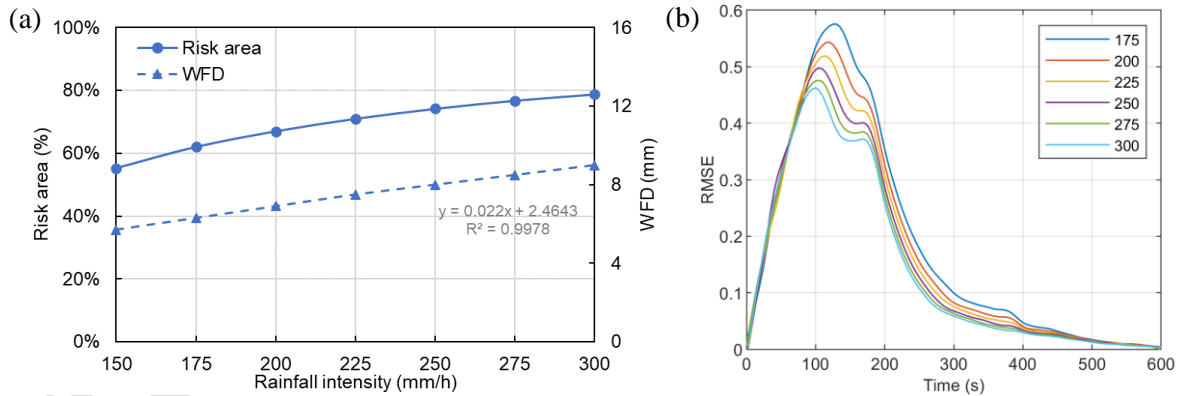 (a)
100%
80%
60%
40%
20%
0%
Risk area (%)
Risk area
WFD
y = 0.022x + 2.4643
R² = 0.9978
16
12
8
4
0
WFD (mm)
150 175 200 225 250 275 300
Rainfall intensity (mm/h)
(b)
0.6
0.5
0.4
0.3
0.2
0.1
0
RMSE
175
200
225
250
275
300
0 100 200 300 400 500 600
Time (s)